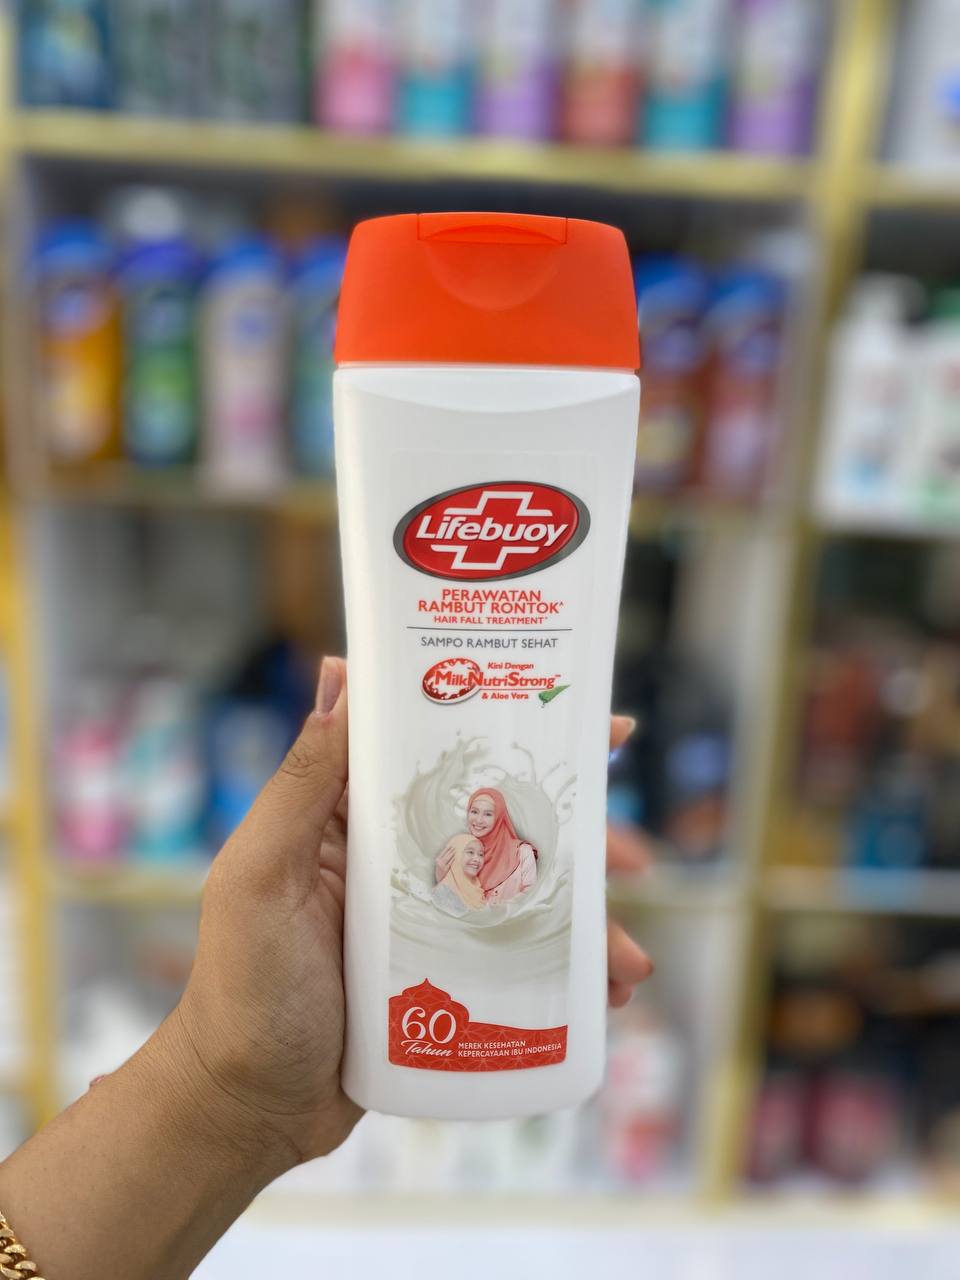 Lifebuoy
PERAWATAN
RAMBUT RONTOK^
HAIR FALL TREATMENT^
SAMPO RAMBUT SEHAT
Kini Dengan
MilkNutriStrong™
& Aloe Vera
60
Tahun
MEREK KESEHATAN
KEPERCAYAAN IBU INDONESIA